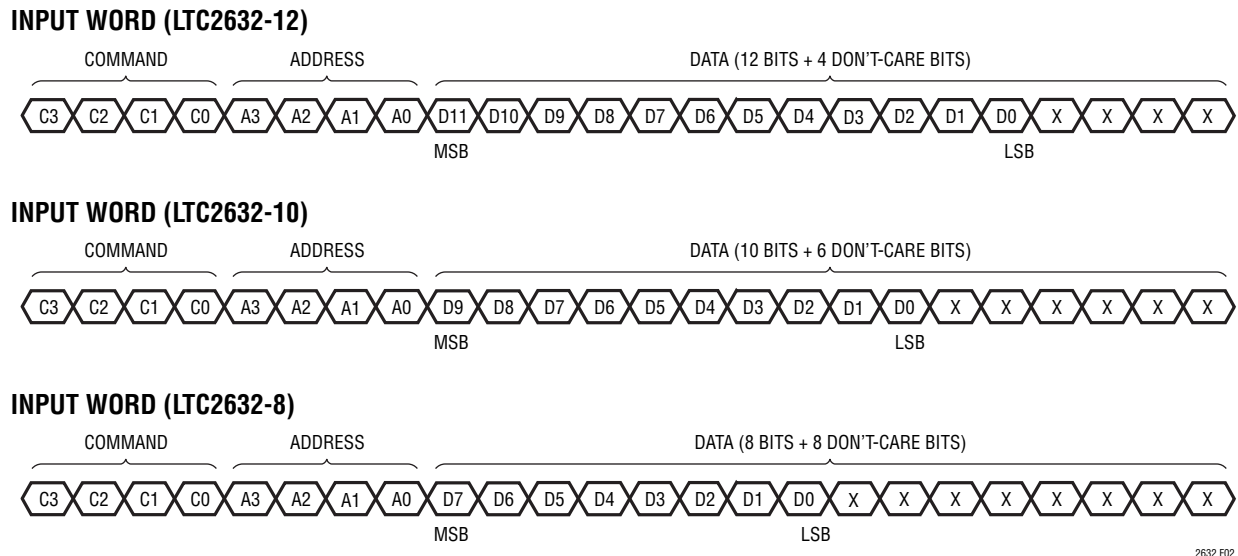 INPUT WORD (LTC2632-12)
COMMAND ADDRESS DATA (12 BITS + 4 DON'T-CARE BITS)
C3 C2 C1 C0 A3 A2 A1 A0 D11 D10 D9 D8 D7 D6 D5 D4 D3 D2 D1 D0 X X X X
MSB LSB
INPUT WORD (LTC2632-10)
COMMAND ADDRESS DATA (10 BITS + 6 DON'T-CARE BITS)
C3 C2 C1 C0 A3 A2 A1 A0 D9 D8 D7 D6 D5 D4 D3 D2 D1 D0 X X X X X X
MSB LSB
INPUT WORD (LTC2632-8)
COMMAND ADDRESS DATA (8 BITS + 8 DON'T-CARE BITS)
C3 C2 C1 C0 A3 A2 A1 A0 D7 D6 D5 D4 D3 D2 D1 D0 X X X X X X X X
MSB LSB
2632 F02